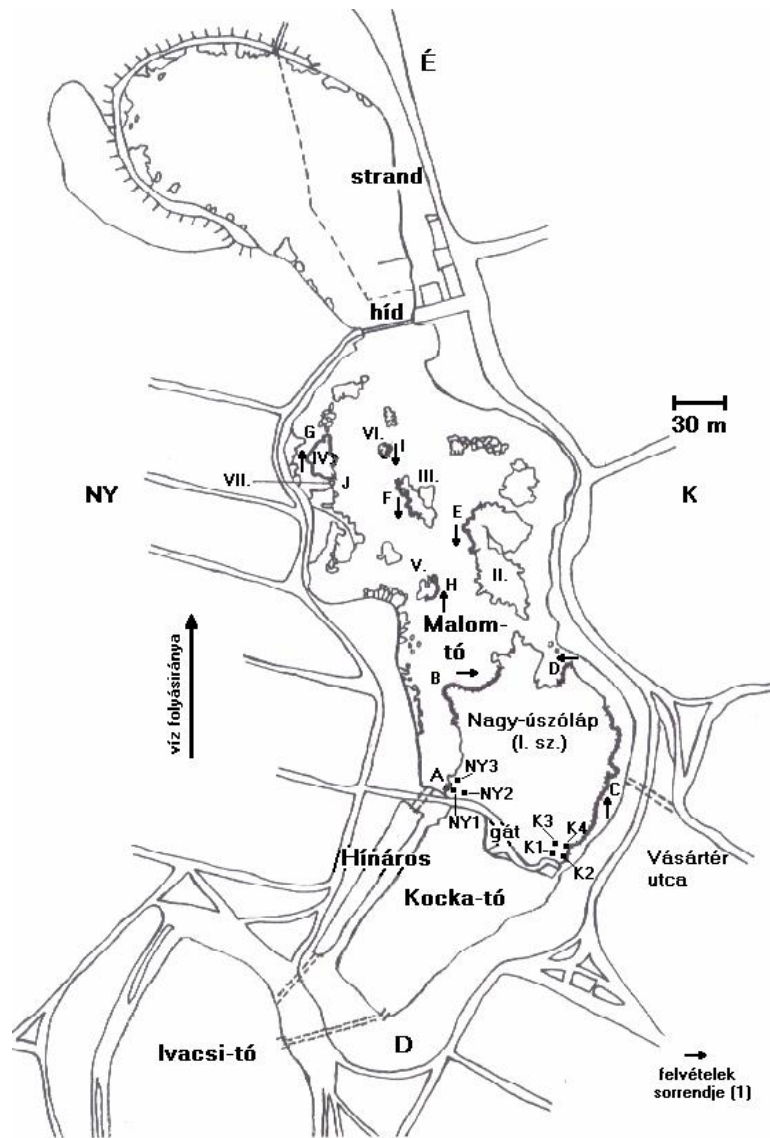 É
strand
híd
30 m
G
VI.
I
IV
VII.
J
III.
F
E
NY
K
V.
H
II.
Malom-
tó
B
D
víz folyásiránya
Nagy-úszóláp
(I. sz.)
A
NY3
NY2
NY1
C
gát
K3
K4
K1
K2
Hínáros
Vásártér
utca
Kocka-tó
Ivacsi-tó
D
felvételek
sorrendje (1)